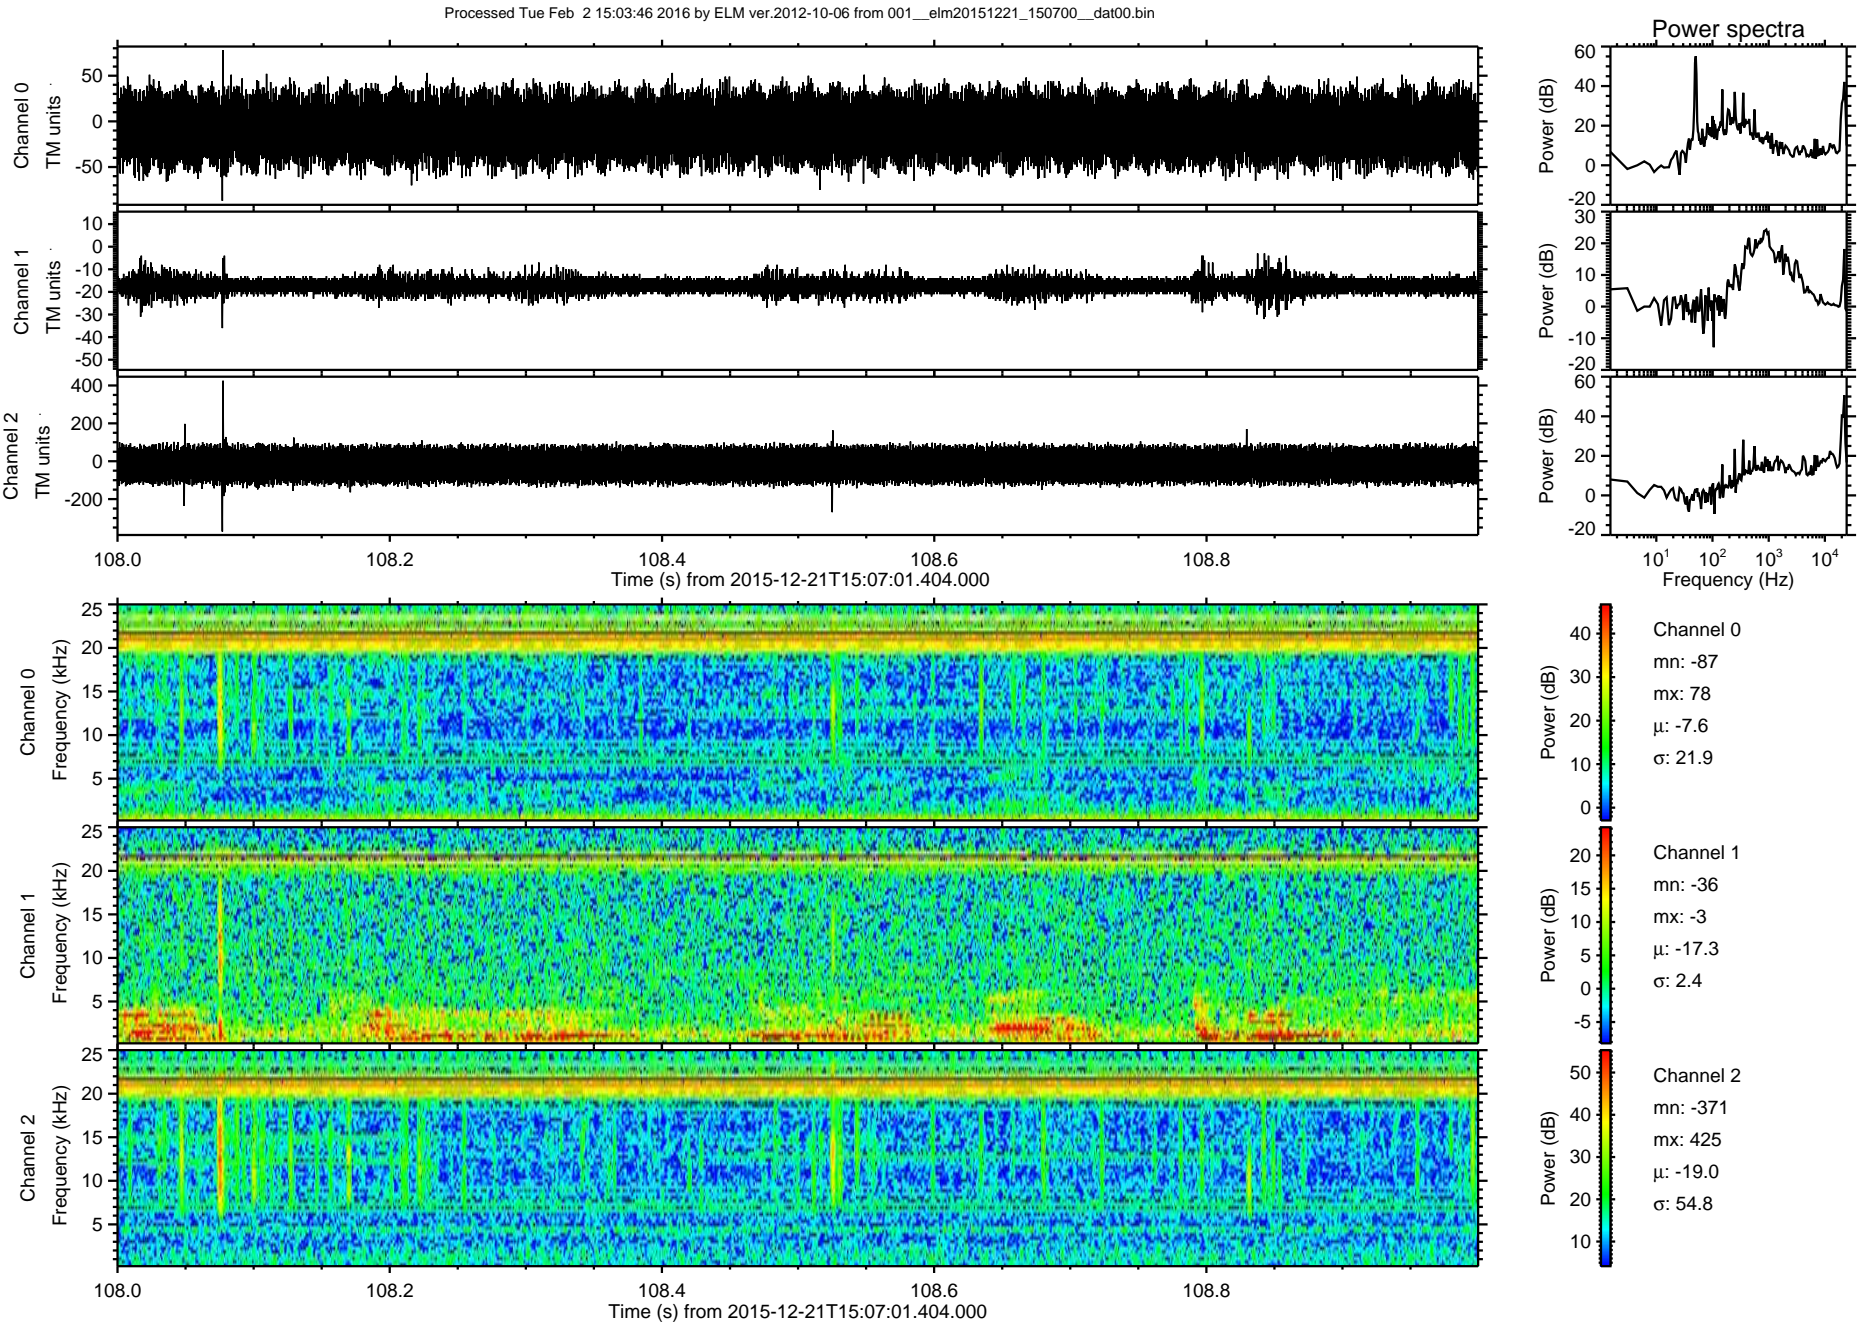 Processed Tue Feb  2 15:03:46 2016 by ELM ver.2012-10-06 from 001__elm20151221_150700__dat00.bin
Power spectra
Channel 0
TM units
50
0
-50
Power (dB)
60
40
20
0
-20
Channel 1
TM units
10
0
-10
-20
-30
-40
-50
Power (dB)
30
20
10
0
-10
-20
Channel 2
TM units
400
200
0
-200
Power (dB)
60
40
20
0
-20
108.0
108.2
108.4
108.6
108.8
Time (s) from 2015-12-21T15:07:01.404.000
10¹
10²
10³
10⁴
Frequency (Hz)
Channel 0
Frequency (kHz)
25
20
15
10
5
Power (dB)
40
30
20
10
0
Channel 0
mn: -87
mx: 78
μ: -7.6
σ: 21.9
Channel 1
Frequency (kHz)
25
20
15
10
5
Power (dB)
20
15
10
5
0
-5
Channel 1
mn: -36
mx: -3
μ: -17.3
σ: 2.4
Channel 2
Frequency (kHz)
25
20
15
10
5
Power (dB)
50
40
30
20
10
Channel 2
mn: -371
mx: 425
μ: -19.0
σ: 54.8
108.0
108.2
108.4
108.6
108.8
Time (s) from 2015-12-21T15:07:01.404.000